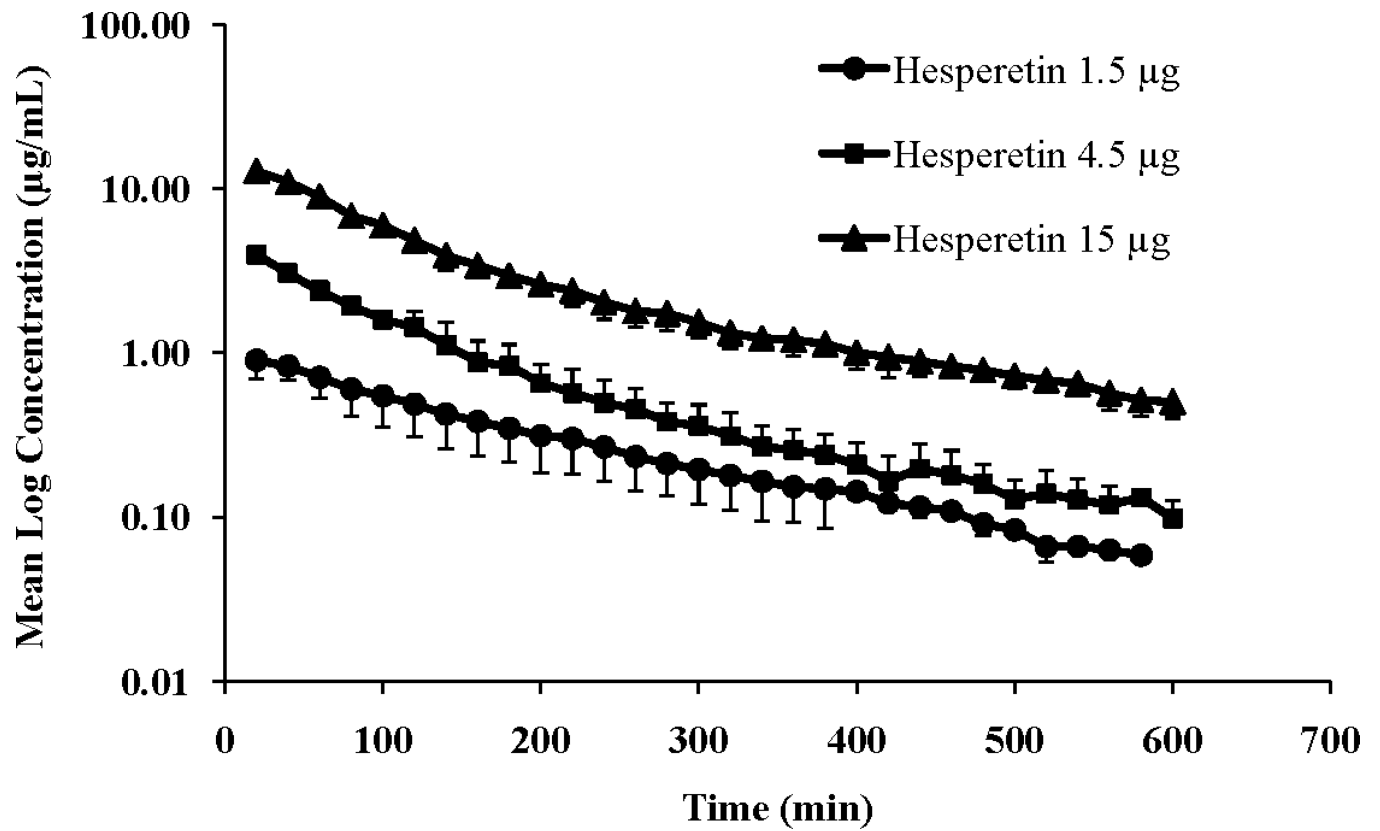 Mean Log Concentration (µg/mL)
100.00
10.00
1.00
0.10
0.01
Hesperetin 1.5 µg
Hesperetin 4.5 µg
Hesperetin 15 µg
0 100 200 300 400 500 600 700
Time (min)